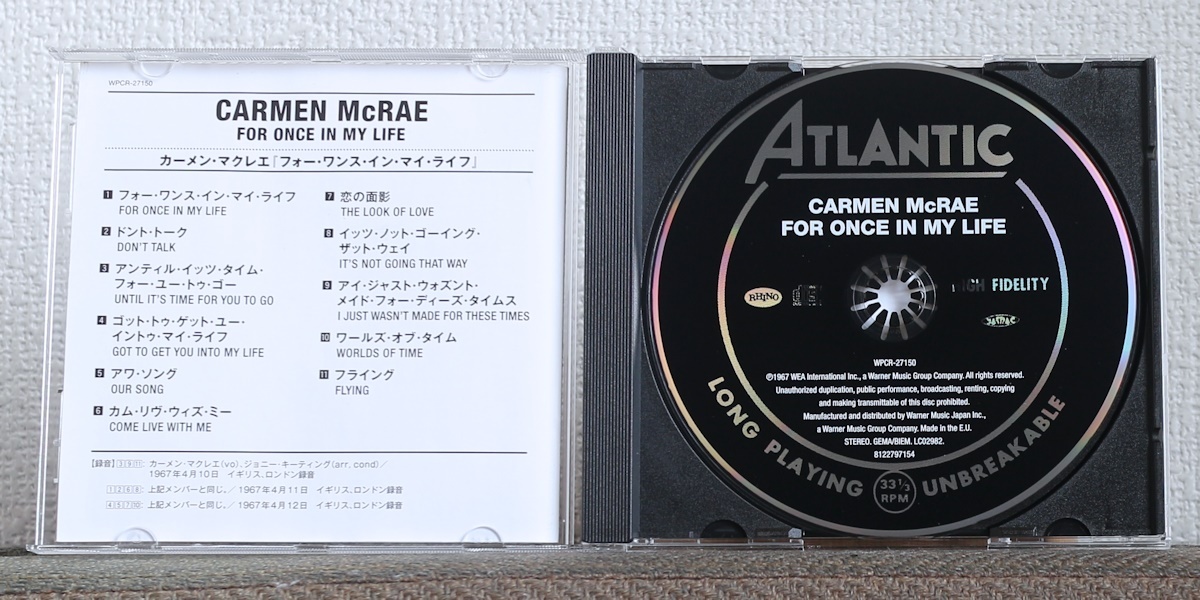 WPCR-27150
CARMEN McRAE
FOR ONCE IN MY LIFE
カーメン・マクレエ『フォー・ワンス・イン・マイ・ライフ』
1 フォー・ワンス・イン・マイ・ライフ
FOR ONCE IN MY LIFE
2 ドント・トーク
DON'T TALK
3 アンティル・イッツ・タイム・
フォー・ユー・トゥ・ゴー
UNTIL IT'S TIME FOR YOU TO GO
4 ゴット・トゥ・ゲット・ユー・
イントゥ・マイ・ライフ
GOT TO GET YOU INTO MY LIFE
5 アワ・ソング
OUR SONG
6 カム・リヴ・ウィズ・ミー
COME LIVE WITH ME
7 恋の面影
THE LOOK OF LOVE
8 イッツ・ノット・ゴーイング・
ザット・ウェイ
IT'S NOT GOING THAT WAY
9 アイ・ジャスト・ウォズント・
メイド・フォー・ディーズ・タイムス
I JUST WASN'T MADE FOR THESE TIMES
10 ワールズ・オブ・タイム
WORLDS OF TIME
11 フライング
FLYING
【録音】3 9 11: カーメン・マクレエ(vo)、ジョニー・キーティング(arr, cond)／
1967年4月10日 イギリス、ロンドン録音
1 2 6 8: 上記メンバーと同じ。／1967年4月11日 イギリス、ロンドン録音
4 5 7 10: 上記メンバーと同じ。／1967年4月12日 イギリス、ロンドン録音
ATLANTIC
CARMEN McRAE
FOR ONCE IN MY LIFE
RHINO
HIGH FIDELITY
JASRAC
WPCR-27150
℗1967 WEA International Inc., a Warner Music Group Company. All rights reserved.
Unauthorized duplication, public performance, broadcasting, renting, copying
and making transmittable of this disc prohibited.
Manufactured and distributed by Warner Music Japan Inc.,
a Warner Music Group Company. Made in the E.U.
STEREO. GEMA/BIEM. LC02982.
8122797154
LONG PLAYING 33⅓ RPM UNBREAKABLE